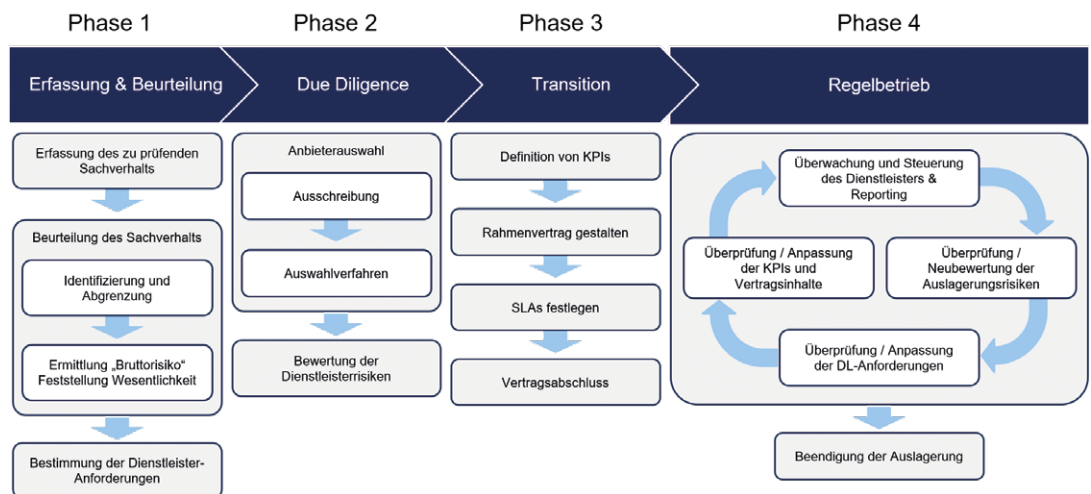 Phase 1
Phase 2
Phase 3
Phase 4
Erfassung & Beurteilung
Due Diligence
Transition
Regelbetrieb
Erfassung des zu prüfenden
Sachverhalts
Beurteilung des Sachverhalts
Identifizierung und
Abgrenzung
Ermittlung „Bruttorisiko“
Feststellung Wesentlichkeit
Bestimmung der Dienstleister-
Anforderungen
Anbieterauswahl
Ausschreibung
Auswahlverfahren
Bewertung der
Dienstleisterrisiken
Definition von KPIs
Rahmenvertrag gestalten
SLAs festlegen
Vertragsabschluss
Überwachung und Steuerung
des Dienstleisters &
Reporting
Überprüfung /
Neubewertung der
Auslagerungsrisiken
Überprüfung / Anpassung
der DL-Anforderungen
Überprüfung / Anpassung
der KPIs und
Vertragsinhalte
Beendigung der Auslagerung